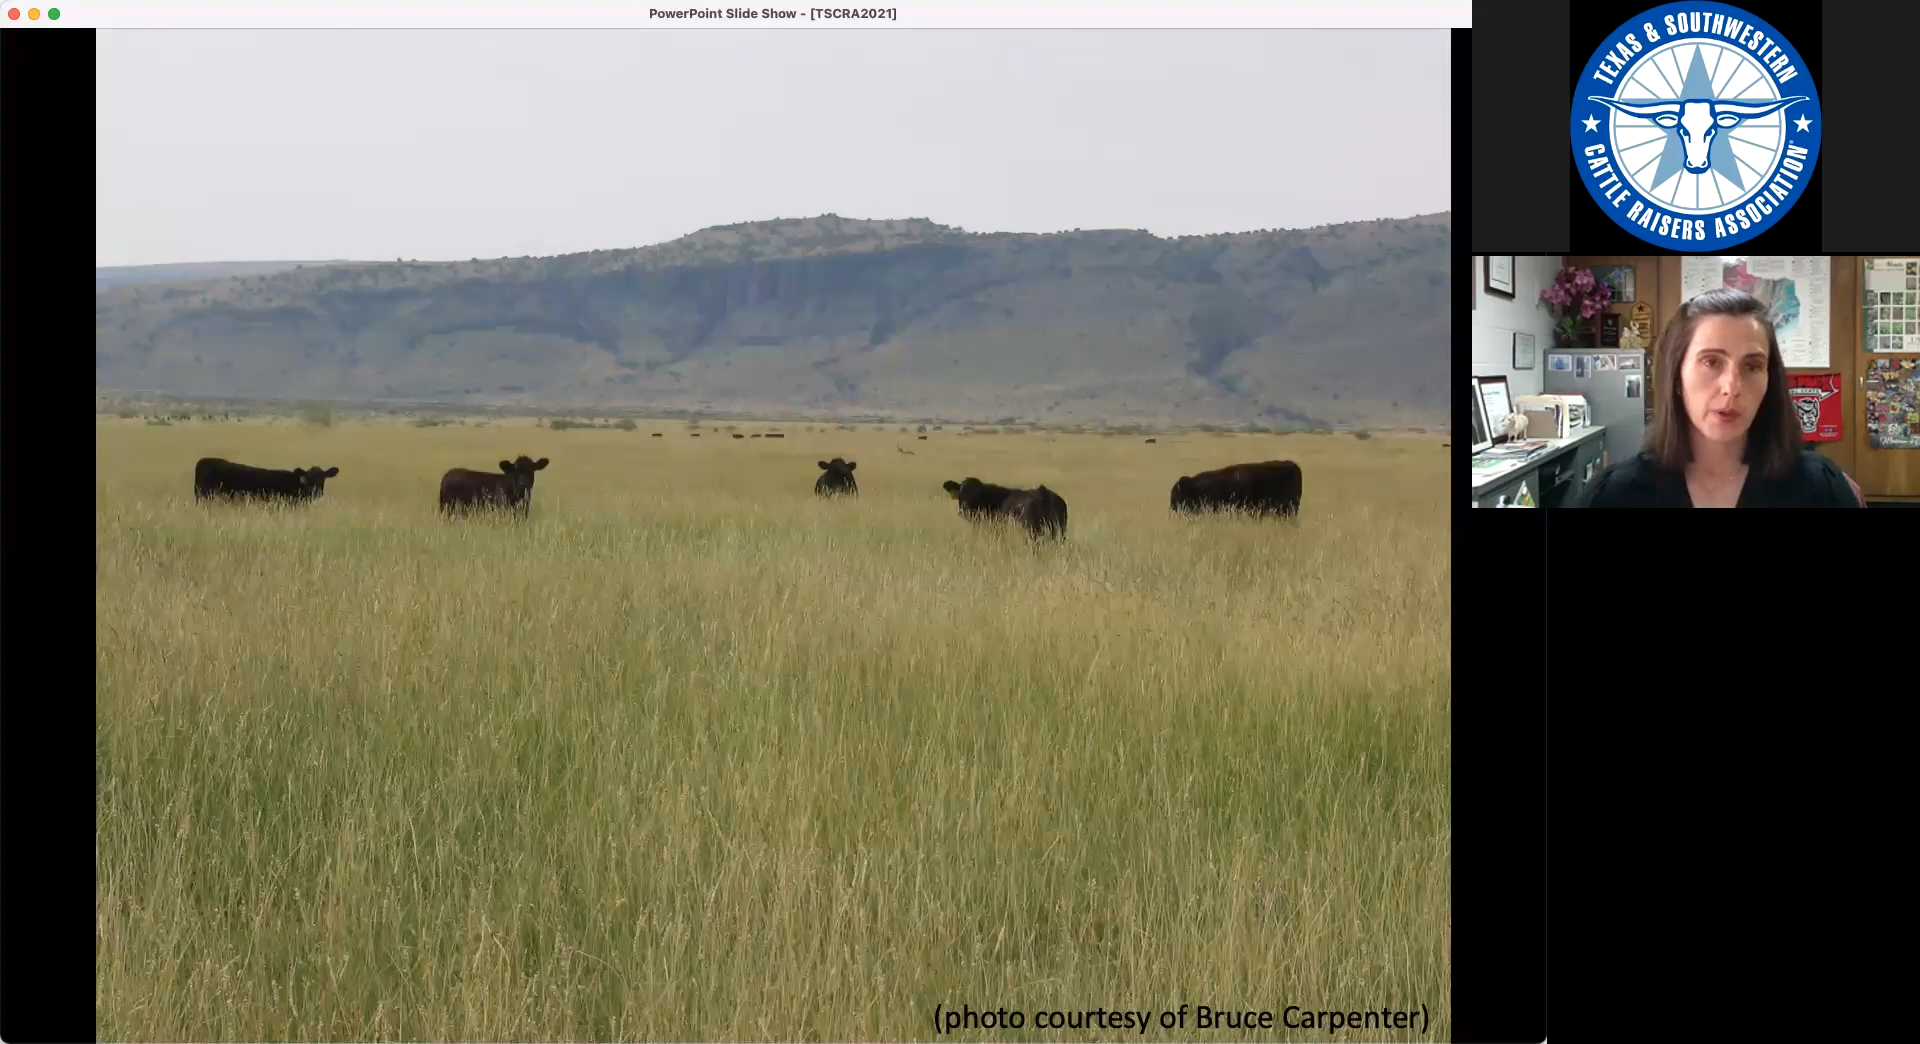 PowerPoint Slide Show - [TSCRA2021]
TEXAS & SOUTHWESTERN
CATTLE RAISERS ASSOCIATION
(photo courtesy of Bruce Carpenter)